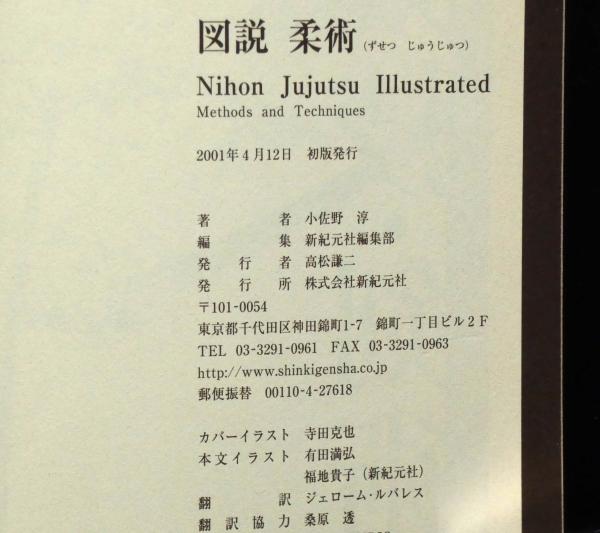 図説 柔術（ずせつ じゅうじゅつ）
Nihon Jujutsu Illustrated
Methods and Techniques
2001年4月12日 初版発行
著者 小佐野 淳
編集 新紀元社編集部
発行者 高松謙二
発行所 株式会社新紀元社
〒101-0054
東京都千代田区神田錦町1-7 錦町一丁目ビル2F
TEL 03-3291-0961 FAX 03-3291-0963
http://www.shinkigensha.co.jp
郵便振替 00110-4-27618
カバーイラスト 寺田克也
本文イラスト 有田満弘
福地貴子（新紀元社）
翻訳 ジェローム・ルバレス
翻訳協力 桑原 透